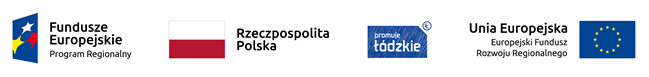 Fundusze
Europejskie
Program Regionalny
Rzeczpospolita
Polska
promuje
łódzkie
Unia Europejska
Europejski Fundusz
Rozwoju Regionalnego